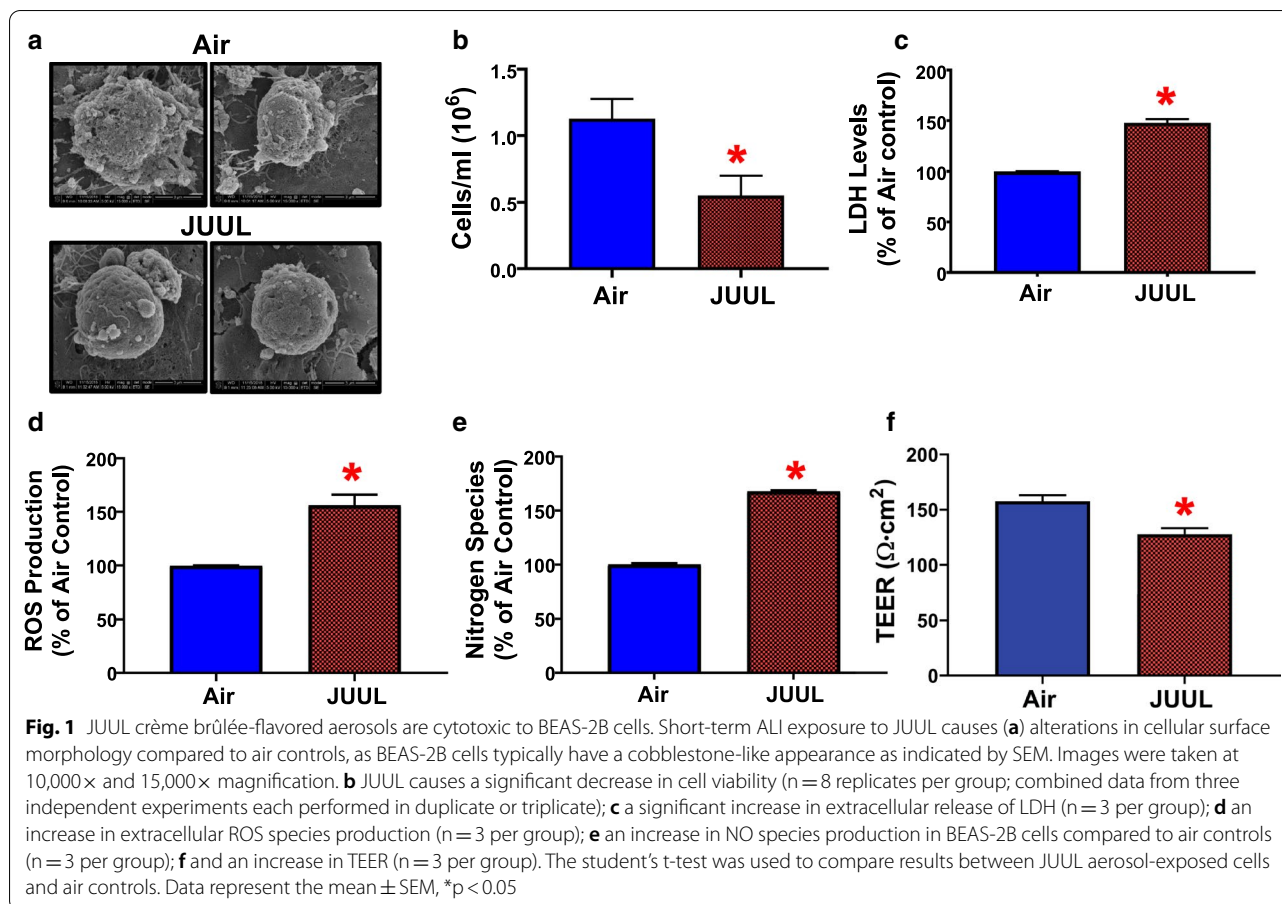 a
Air
JUUL
b
Cells/ml (10⁶)
1.5
1.0
0.5
0.0
*
Air JUUL
c
LDH Levels
(% of Air control)
200
150
100
50
0
*
Air JUUL
d
ROS Production
(% of Air Control)
200
150
100
50
0
*
Air JUUL
e
Nitrogen Species
(% of Air Control)
200
150
100
50
0
*
Air JUUL
f
TEER (Ω·cm²)
200
150
100
50
0
*
Air JUUL
Fig. 1 JUUL crème brûlée-flavored aerosols are cytotoxic to BEAS-2B cells. Short-term ALI exposure to JUUL causes (a) alterations in cellular surface
morphology compared to air controls, as BEAS-2B cells typically have a cobblestone-like appearance as indicated by SEM. Images were taken at
10,000× and 15,000× magnification. b JUUL causes a significant decrease in cell viability (n = 8 replicates per group; combined data from three
independent experiments each performed in duplicate or triplicate); c a significant increase in extracellular release of LDH (n = 3 per group); d an
increase in extracellular ROS species production (n = 3 per group); e an increase in NO species production in BEAS-2B cells compared to air controls
(n = 3 per group); f and an increase in TEER (n = 3 per group). The student's t-test was used to compare results between JUUL aerosol-exposed cells
and air controls. Data represent the mean ± SEM, *p < 0.05